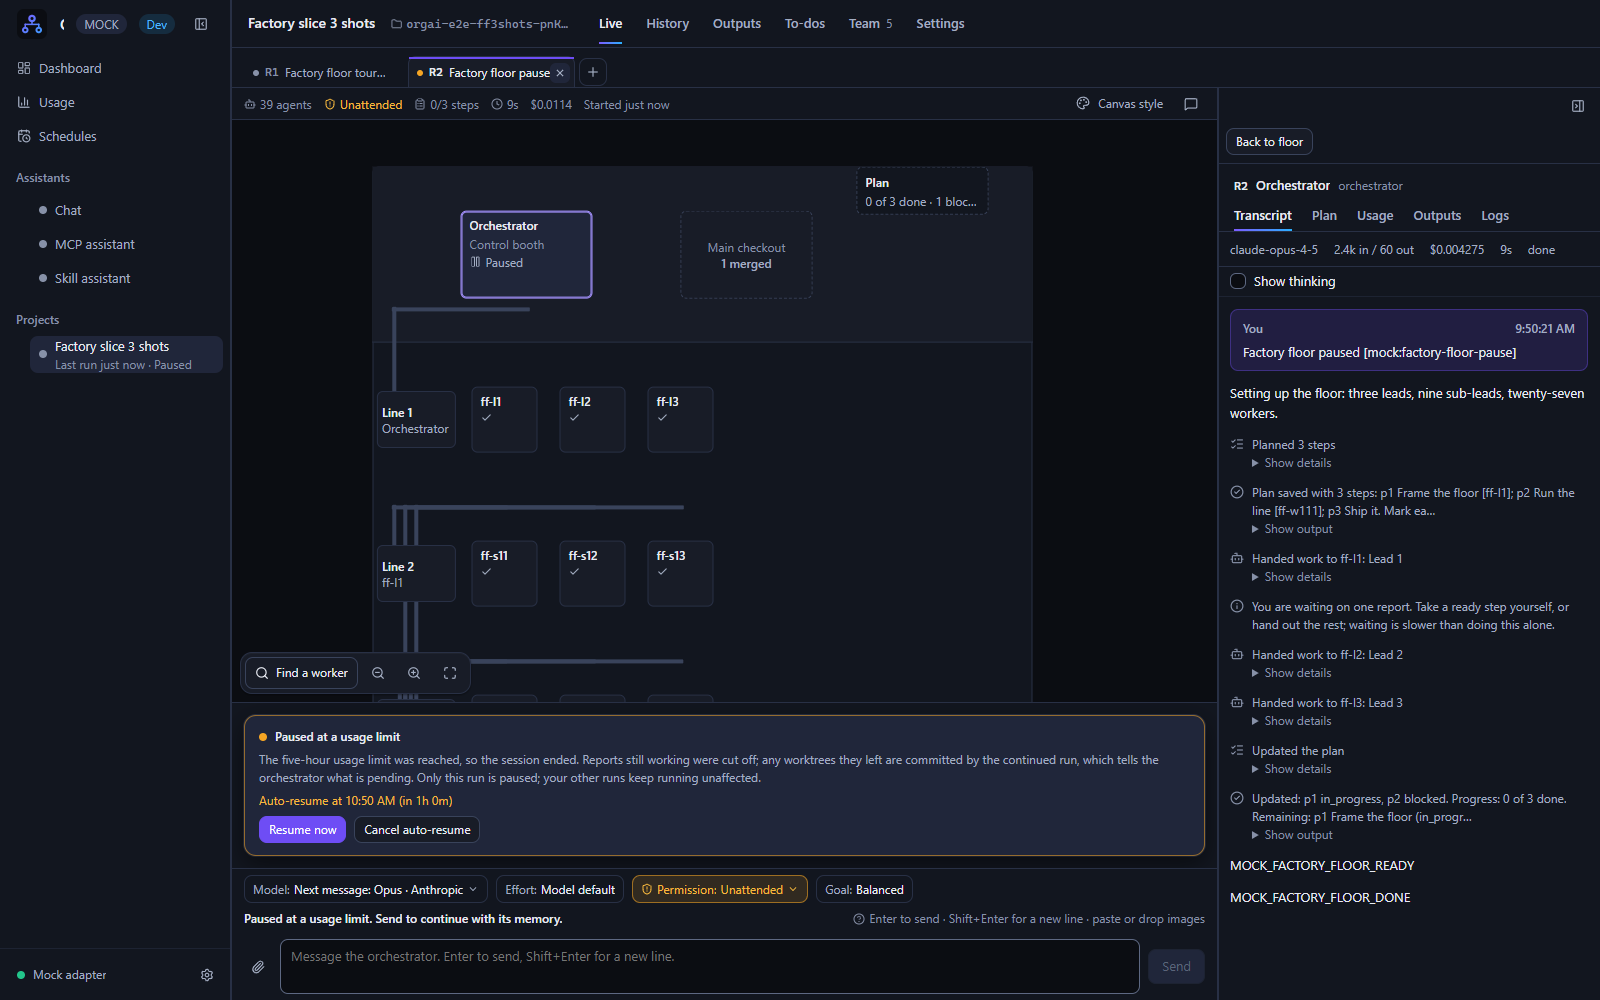 MOCK
Dev
Dashboard
Usage
Schedules
Assistants
Chat
MCP assistant
Skill assistant
Projects
Factory slice 3 shots
Last run just now · Paused
Mock adapter
Factory slice 3 shots
orgai-e2e-ff3shots-pnK…
Live
History
Outputs
To-dos
Team 5
Settings
R1 Factory floor tour...
R2 Factory floor pause
39 agents
Unattended
0/3 steps
9s
$0.0114
Started just now
Canvas style
Plan
0 of 3 done · 1 bloc...
Orchestrator
Control booth
Paused
Main checkout
1 merged
Line 1
Orchestrator
ff-l1
ff-l2
ff-l3
Line 2
ff-l1
ff-s11
ff-s12
ff-s13
Find a worker
Paused at a usage limit
The five-hour usage limit was reached, so the session ended. Reports still working were cut off; any worktrees they left are committed by the continued run, which tells the
orchestrator what is pending. Only this run is paused; your other runs keep running unaffected.
Auto-resume at 10:50 AM (in 1h 0m)
Resume now
Cancel auto-resume
Model: Next message: Opus · Anthropic
Effort: Model default
Permission: Unattended
Goal: Balanced
Paused at a usage limit. Send to continue with its memory.
Enter to send · Shift+Enter for a new line · paste or drop images
Message the orchestrator. Enter to send, Shift+Enter for a new line.
Send
Back to floor
R2 Orchestrator orchestrator
Transcript
Plan
Usage
Outputs
Logs
claude-opus-4-5
2.4k in / 60 out
$0.004275
9s
done
Show thinking
You
9:50:21 AM
Factory floor paused [mock:factory-floor-pause]
Setting up the floor: three leads, nine sub-leads, twenty-seven
workers.
Planned 3 steps
Show details
Plan saved with 3 steps: p1 Frame the floor [ff-l1]; p2 Run the
line [ff-w111]; p3 Ship it. Mark ea...
Show output
Handed work to ff-l1: Lead 1
Show details
You are waiting on one report. Take a ready step yourself, or
hand out the rest; waiting is slower than doing this alone.
Handed work to ff-l2: Lead 2
Show details
Handed work to ff-l3: Lead 3
Show details
Updated the plan
Show details
Updated: p1 in_progress, p2 blocked. Progress: 0 of 3 done.
Remaining: p1 Frame the floor (in_progr...
Show output
MOCK_FACTORY_FLOOR_READY
MOCK_FACTORY_FLOOR_DONE